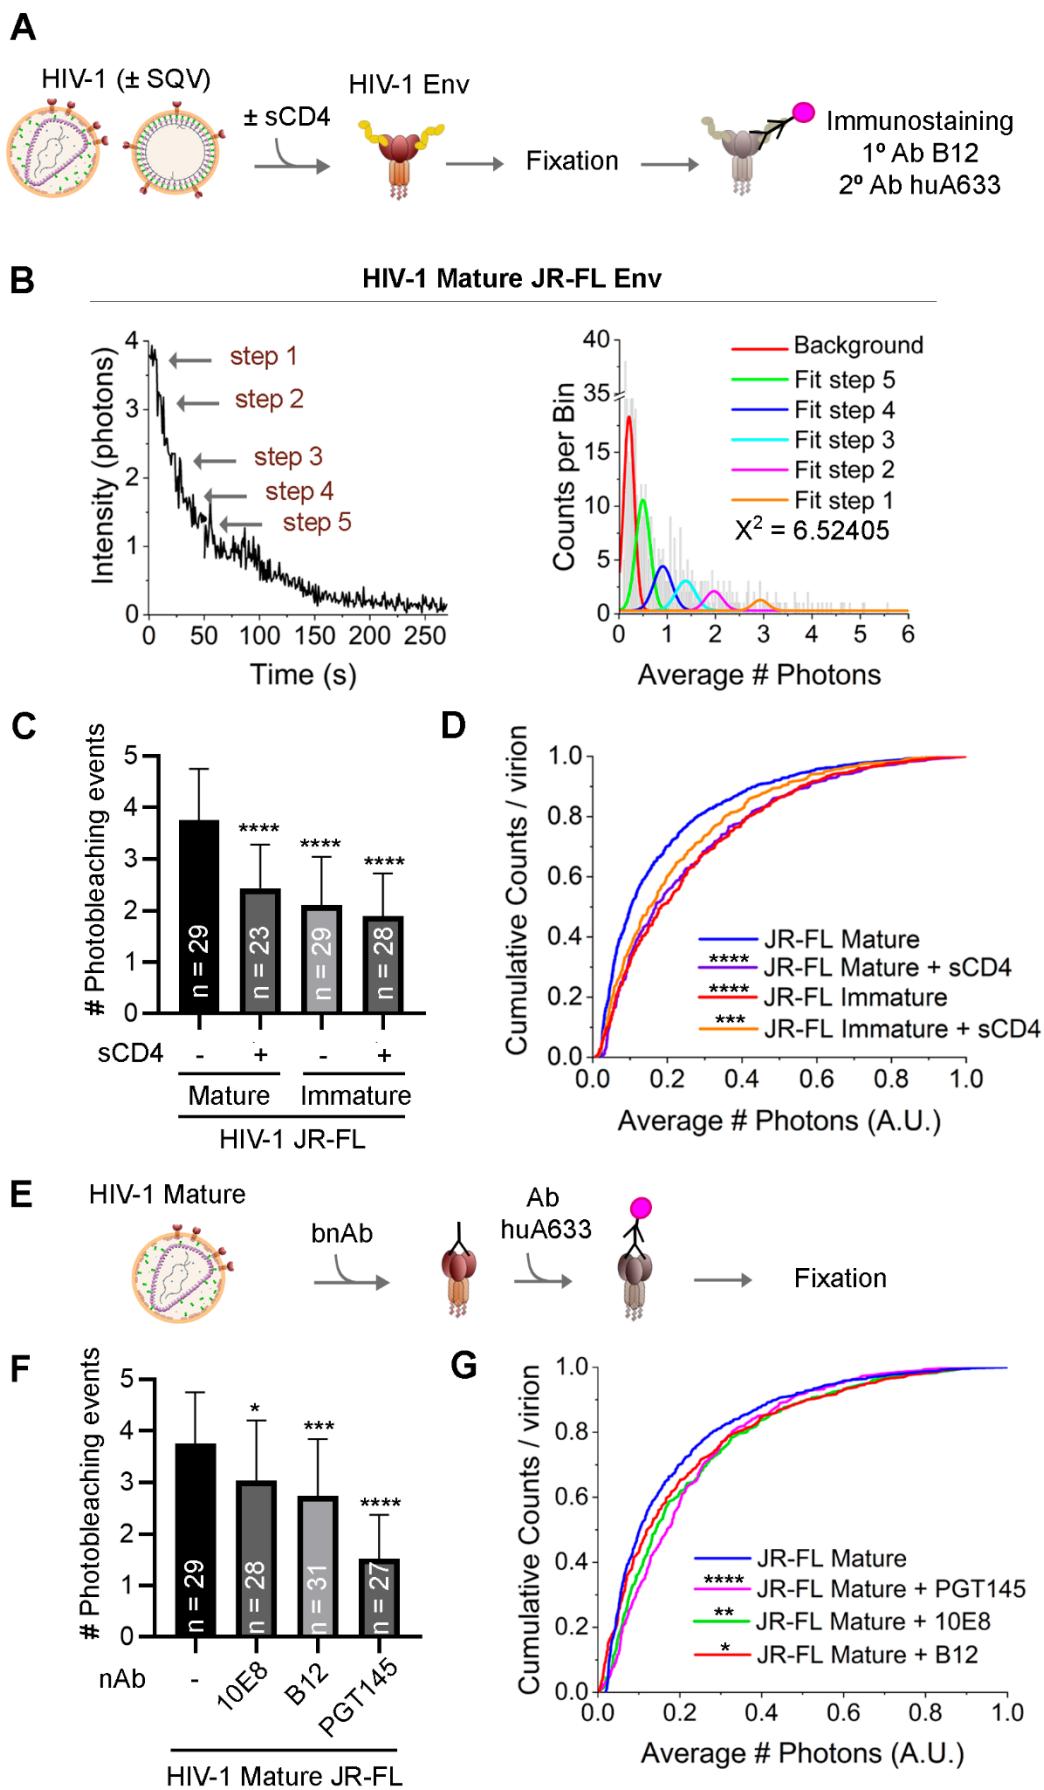 A
HIV-1 (± SQV)
± sCD4
HIV-1 Env
Fixation
Immunostaining
1º Ab B12
2º Ab huA633
B
HIV-1 Mature JR-FL Env
Intensity (photons)
4
3
2
1
0
step 1
step 2
step 3
step 4
step 5
0 50 100 150 200 250
Time (s)
Counts per Bin
40
35
15
10
5
0
Background
Fit step 5
Fit step 4
Fit step 3
Fit step 2
Fit step 1
X² = 6.52405
0 1 2 3 4 5 6
Average # Photons
C
# Photobleaching events
5
4
3
2
1
0
****
****
****
n = 29
n = 23
n = 29
n = 28
sCD4 - + - +
Mature Immature
HIV-1 JR-FL
D
Cumulative Counts / virion
1.0
0.8
0.6
0.4
0.2
0.0
JR-FL Mature
**** JR-FL Mature + sCD4
**** JR-FL Immature
*** JR-FL Immature + sCD4
0.0 0.2 0.4 0.6 0.8 1.0
Average # Photons (A.U.)
E
HIV-1 Mature
bnAb
Ab
huA633
Fixation
F
# Photobleaching events
5
4
3
2
1
0
*
***
****
n = 29
n = 28
n = 31
n = 27
nAb - 10E8 B12 PGT145
HIV-1 Mature JR-FL
G
Cumulative Counts / virion
1.0
0.8
0.6
0.4
0.2
0.0
JR-FL Mature
**** JR-FL Mature + PGT145
** JR-FL Mature + 10E8
* JR-FL Mature + B12
0.0 0.2 0.4 0.6 0.8 1.0
Average # Photons (A.U.)